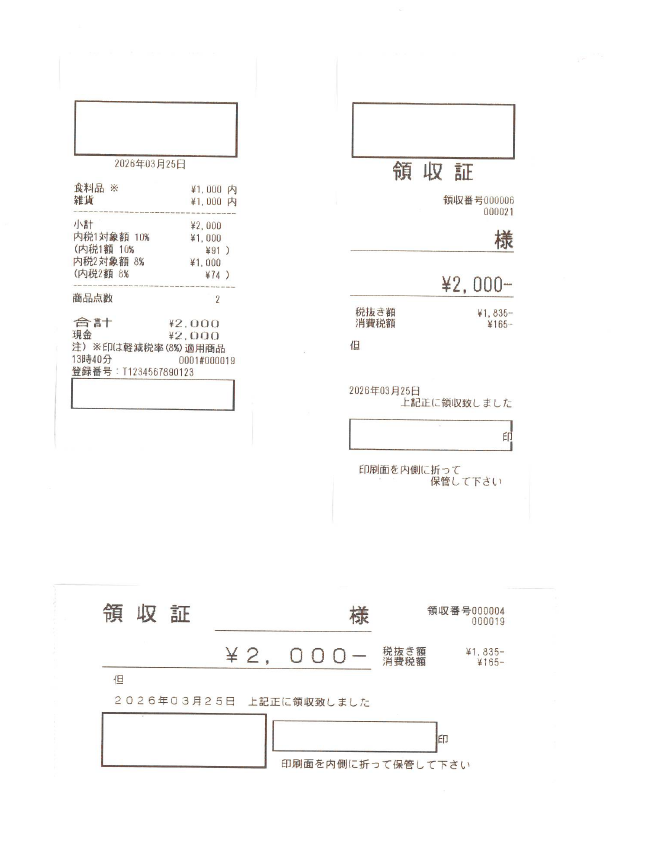 2026年03月25日
食料品 ※ ¥1,000 内
雑貨 ¥1,000 内
小計 ¥2,000
内税1対象額 10% ¥1,000
(内税1額 10% ¥91 )
内税2対象額 8% ¥1,000
(内税2額 8% ¥74 )
商品点数 2
合計 ¥2,000
現金 ¥2,000
注) ※印は軽減税率(8%)適用商品
13時40分 0001#000019
登録番号:T1234567890123
領収証
領収番号000006
000021
様
¥2,000-
税抜き額 ¥1,835-
消費税額 ¥165-
但
2026年03月25日
上記正に領収致しました
印
印刷面を内側に折って
保管して下さい
領収証 様 領収番号000004
000019
¥2,000- 税抜き額 ¥1,835-
消費税額 ¥165-
但
2026年03月25日 上記正に領収致しました
印
印刷面を内側に折って保管して下さい